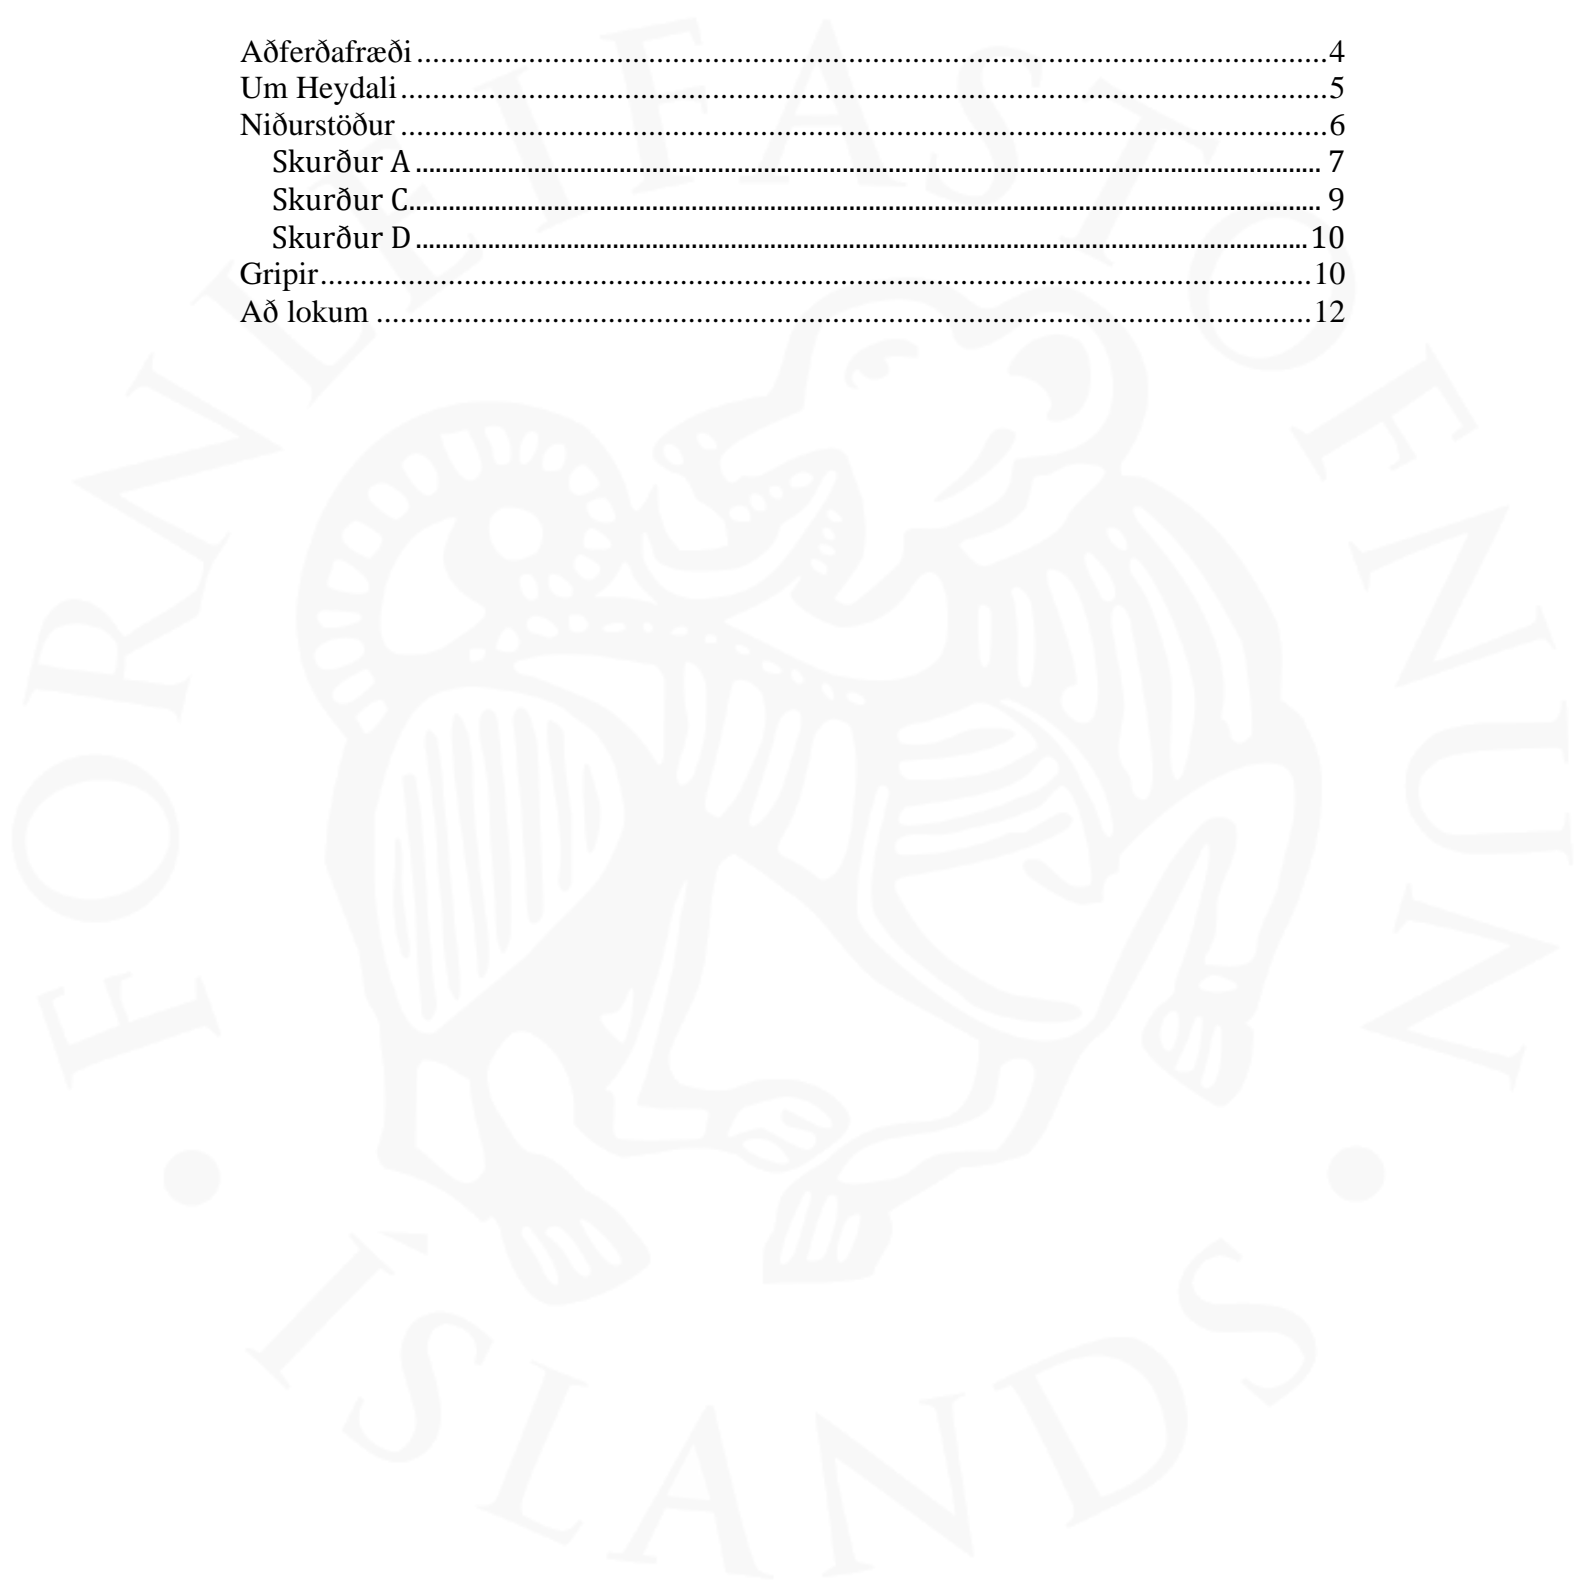 Aðferðafræði ........................................................................................................................ 4
Um Heydali ........................................................................................................................ 5
Niðurstöður ........................................................................................................................ 6
Skurður A ........................................................................................................................ 7
Skurður C ........................................................................................................................ 9
Skurður D ........................................................................................................................ 10
Gripir ........................................................................................................................ 10
Að lokum ........................................................................................................................ 12
FORNLEIFASTOFNUN
• ÍSLANDS •